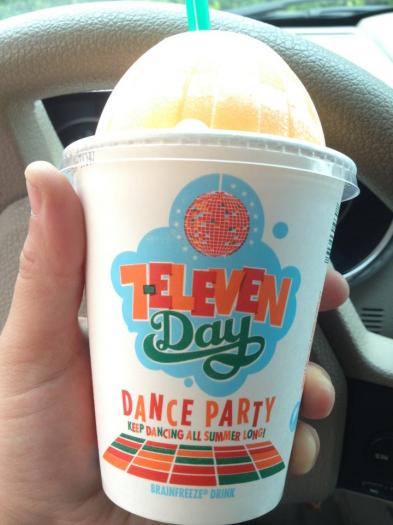 7-ELEVEN
Day
DANCE PARTY
KEEP DANCING ALL SUMMER LONG!
BRAINFREEZE® DRINK